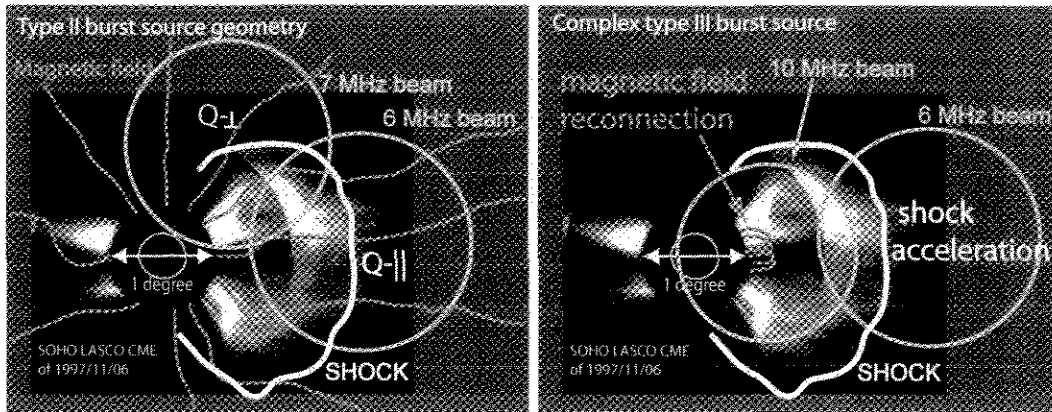 Type II burst source geometry
Magnetic field
7 MHz beam
Q-⊥
6 MHz beam
Q-||
1 degree
SOHO LASCO CME
of 1997/11/06
SHOCK
Complex type III burst source
10 MHz beam
magnetic field
reconnection
6 MHz beam
shock
acceleration
1 degree
SOHO LASCO CME
of 1997/11/06
SHOCK